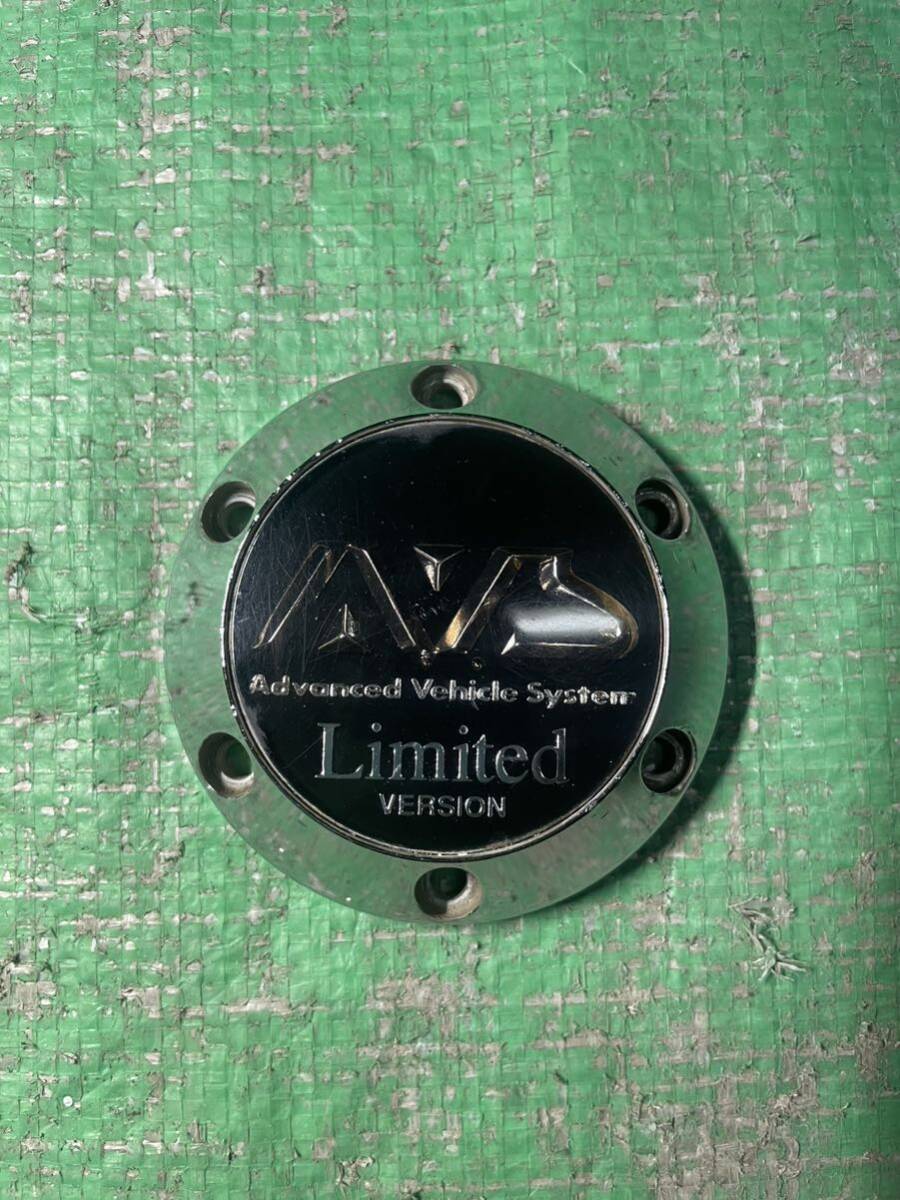 AVS
Advanced Vehicle System
Limited
VERSION